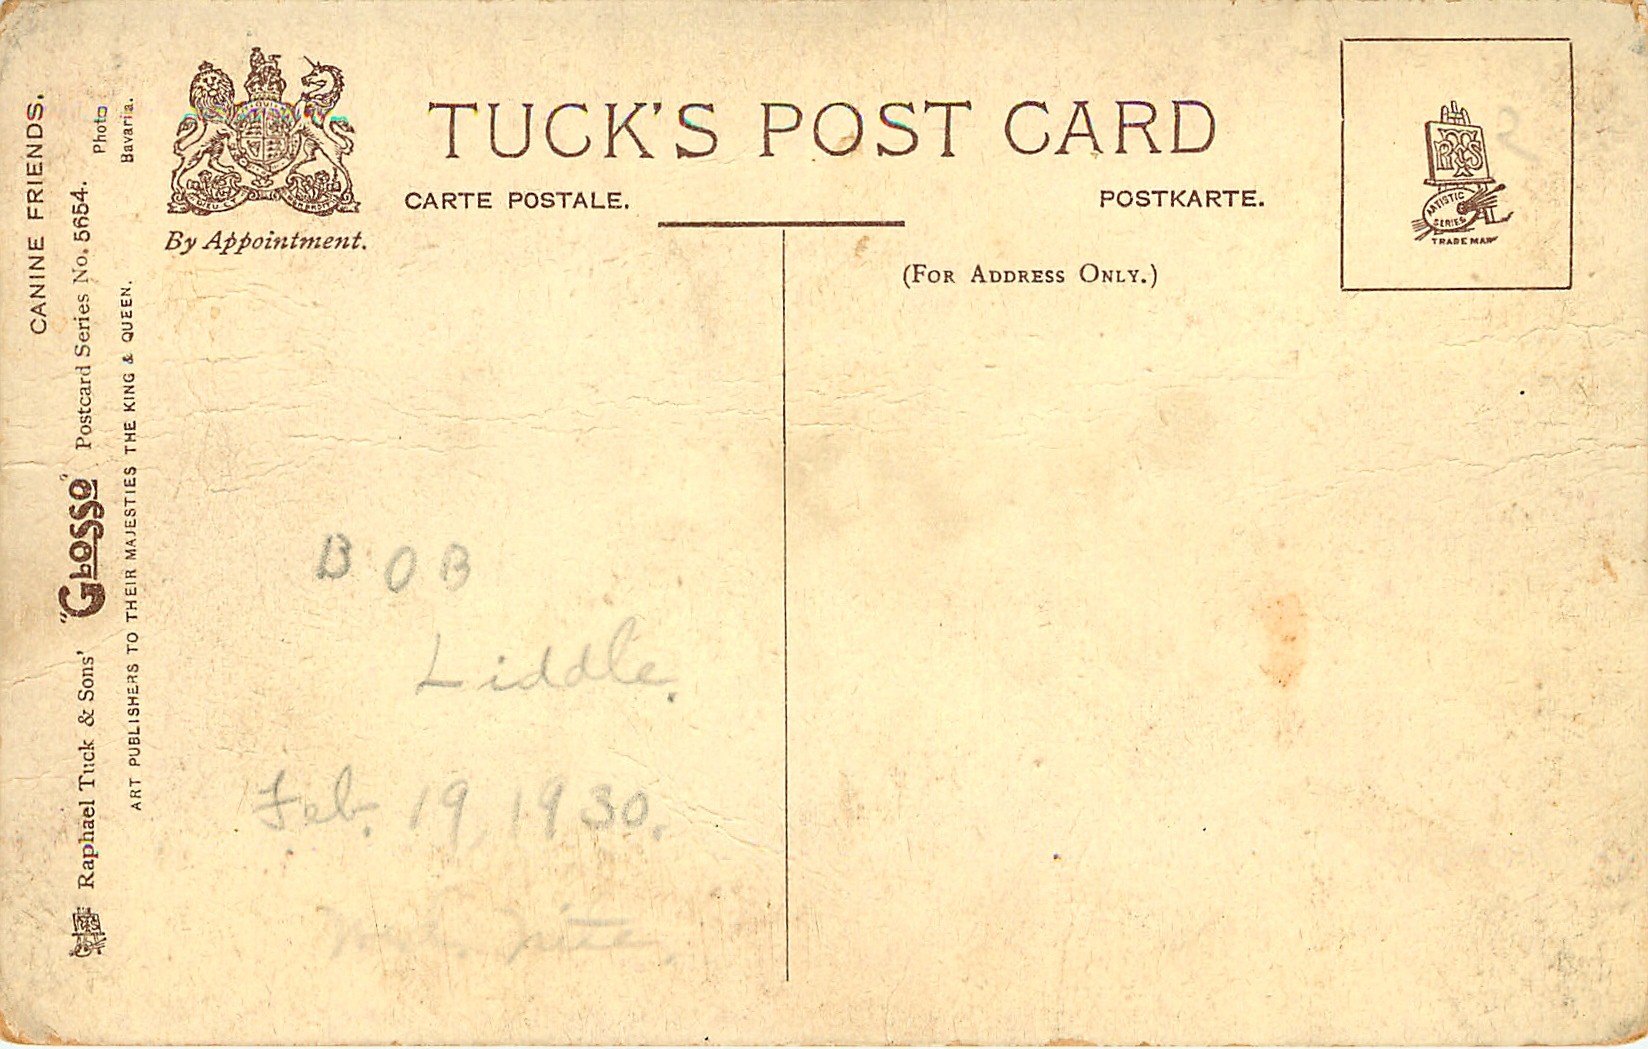 CANINE FRIENDS.
Raphael Tuck & Sons' "GLOSSO" Postcard Series No. 5654.
Photo
Bavaria.
ART PUBLISHERS TO THEIR MAJESTIES THE KING & QUEEN.
By Appointment.
TUCK'S POST CARD
CARTE POSTALE.
POSTKARTE.
(FOR ADDRESS ONLY.)
ARTISTIC
SERIES
TRADE MARK
BOB
Liddle.
Feb. 19, 1930.